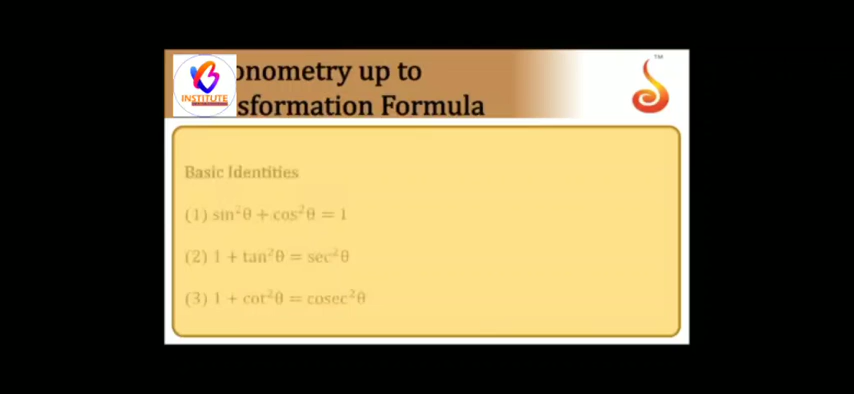 onometry up to
sformation Formula
INSTITUTE
TM
Basic Identities
(1) sin²θ + cos²θ = 1
(2) 1 + tan²θ = sec²θ
(3) 1 + cot²θ = cosec²θ